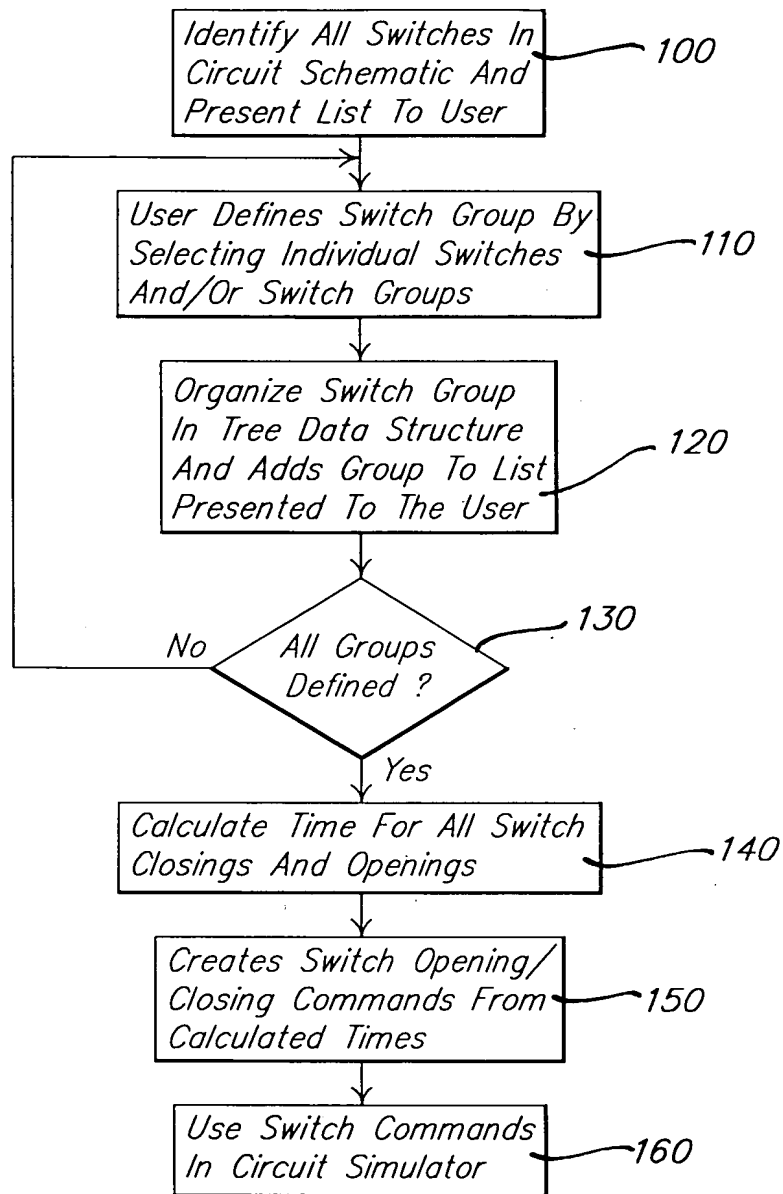 Identify All Switches In
Circuit Schematic And
Present List To User
100
User Defines Switch Group By
Selecting Individual Switches
And/Or Switch Groups
110
Organize Switch Group
In Tree Data Structure
And Adds Group To List
Presented To The User
120
130
No
All Groups
Defined ?
Yes
Calculate Time For All Switch
Closings And Openings
140
Creates Switch Opening/
Closing Commands From
Calculated Times
150
Use Switch Commands
In Circuit Simulator
160